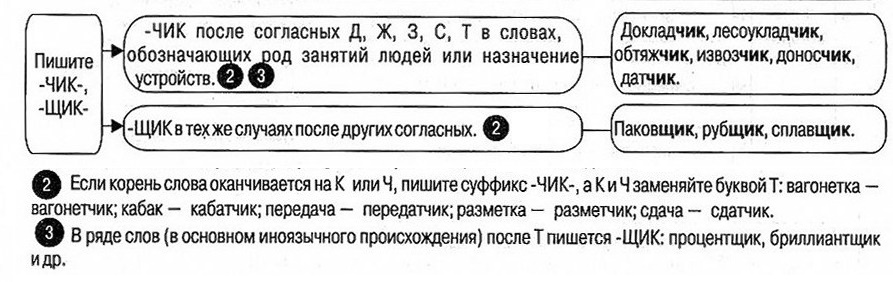 Пишите
-ЧИК-,
-ЩИК-
-ЧИК после согласных Д, Ж, З, С, Т в словах,
обозначающих род занятий людей или назначение
устройств. 2 3
Докладчик, лесоукладчик,
обтяжчик, извозчик, доносчик,
датчик.
-ЩИК в тех же случаях после других согласных. 2
Паковщик, рубщик, сплавщик.
2 Если корень слова оканчивается на К или Ч, пишите суффикс -ЧИК-, а К и Ч заменяйте буквой Т: вагонетка —
вагонетчик; кабак — кабатчик; передача — передатчик; разметка — разметчик; сдача — сдатчик.
3 В ряде слов (в основном иноязычного происхождения) после Т пишется -ЩИК: процентщик, бриллиантщик
и др.